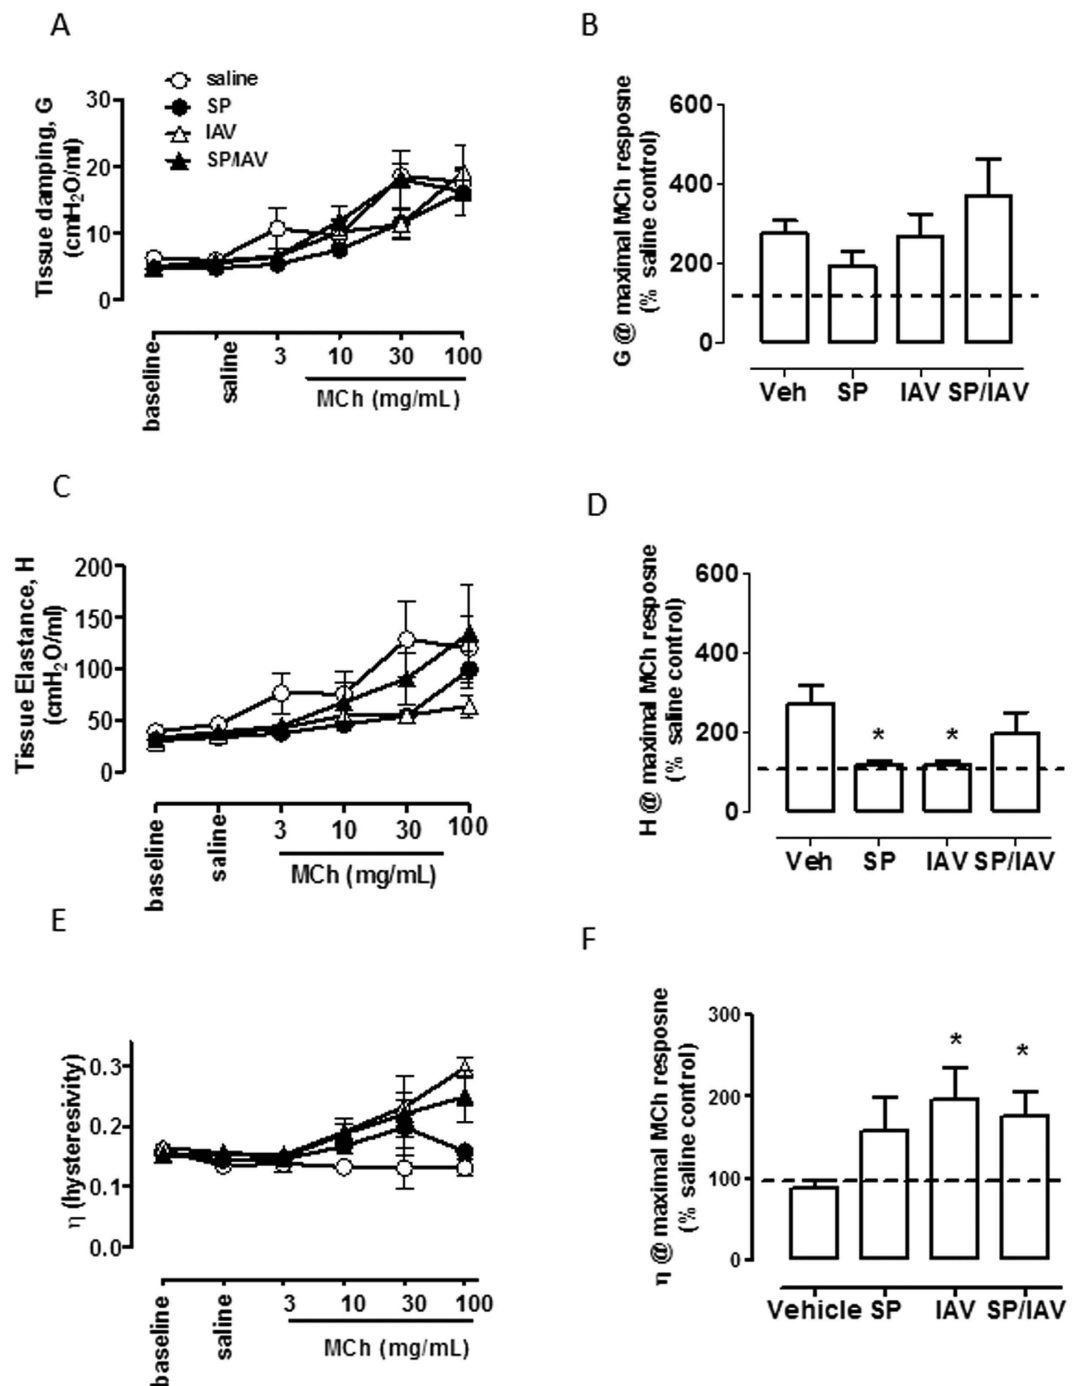 A
saline
SP
IAV
SP/IAV
Tissue damping, G
(cmH2O/ml)
30
20
10
0
baseline
saline
3
10
30
100
MCh (mg/mL)
B
G @ maximal MCh resposne
(% saline control)
600
400
200
0
Veh
SP
IAV
SP/IAV
C
Tissue Elastance, H
(cmH2O/ml)
200
150
100
50
0
baseline
saline
3
10
30
100
MCh (mg/mL)
D
H @ maximal MCh resposne
(% saline control)
600
400
200
0
*
*
Veh
SP
IAV
SP/IAV
E
η (hysteresivity)
0.3
0.2
0.1
0.0
baseline
saline
3
10
30
100
MCh (mg/mL)
F
η @ maximal MCh resposne
(% saline control)
300
200
100
0
*
*
Vehicle
SP
IAV
SP/IAV